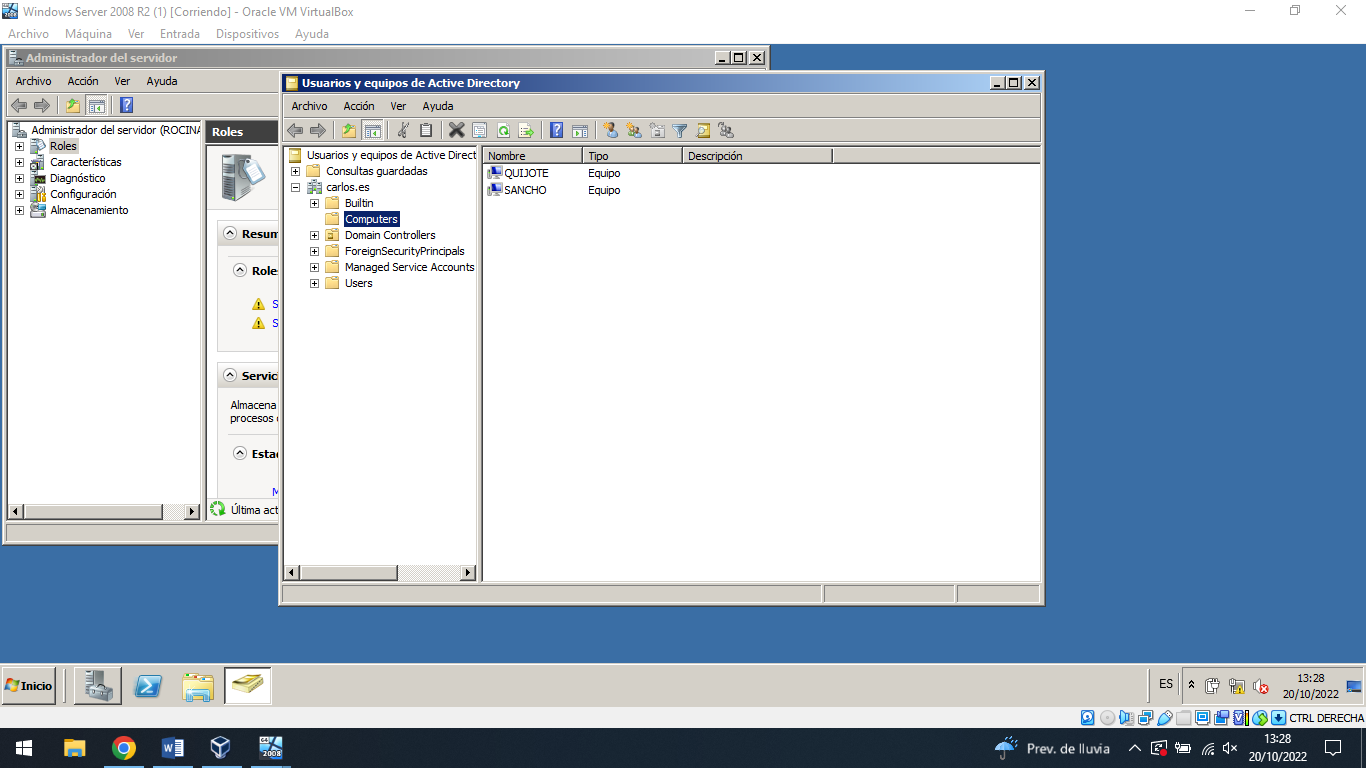 Windows Server 2008 R2 (1) [Corriendo] - Oracle VM VirtualBox
Archivo Máquina Ver Entrada Dispositivos Ayuda
Administrador del servidor
Archivo Acción Ver Ayuda
Administrador del servidor (ROCINA
Roles
Características
Diagnóstico
Configuración
Almacenamiento
Roles
Resum
Roles
S
S
Servici
Almacena
procesos
Estad
M
Última act
Usuarios y equipos de Active Directory
Archivo Acción Ver Ayuda
Usuarios y equipos de Active Direct
Consultas guardadas
carlos.es
Builtin
Computers
Domain Controllers
ForeignSecurityPrincipals
Managed Service Accounts
Users
Nombre Tipo Descripción
QUIJOTE Equipo
SANCHO Equipo
Inicio
ES
13:28
20/10/2022
CTRL DERECHA
Prev. de lluvia
13:28
20/10/2022